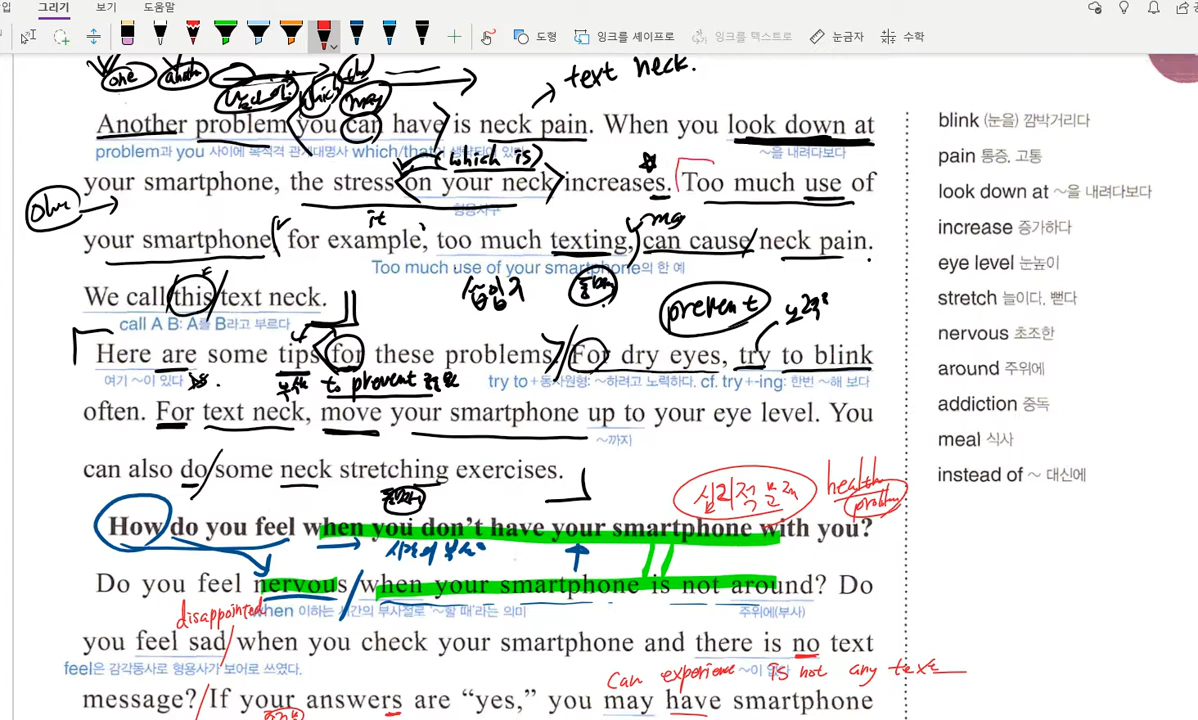 입 그리기 보기 도움말
도형 잉크를 셰이프로 잉크를 텍스트로 눈금자 수학
one
text neck.
which may
Another problem you can have is neck pain. When you look down at
problem과 you 사이에 목적격 관계대명사 which/that이 생략되어 있다 ~을 내려다보다
(which is)
your smartphone, the stress on your neck increases. Too much use of
형용사구
it may
your smartphone, for example, too much texting, can cause neck pain.
Too much use of your smartphone의 한 예
삽입구
We call this text neck.
prevent
call A B: A를 B라고 부르다
Here are some tips for these problems. For dry eyes, try to blink
여기 ~이 있다 to prevent try to+동사원형: ~하려고 노력하다. cf. try+-ing: 한번 ~해 보다
often. For text neck, move your smartphone up to your eye level. You
~까지
can also do some neck stretching exercises.
심리적 문제 health problem
How do you feel when you don't have your smartphone with you?
Do you feel nervous when your smartphone is not around? Do
disappointed when 이하는 시간의 부사절로 '~할 때'라는 의미 주위에(부사)
you feel sad when you check your smartphone and there is no text
feel은 감각동사로 형용사가 보어로 쓰였다. can experience ~이 없다 is not any text
message? If your answers are "yes," you may have smartphone
blink (눈을) 깜박거리다
pain 통증, 고통
look down at ~을 내려다보다
increase 증가하다
eye level 눈높이
stretch 늘이다, 뻗다
nervous 초조한
around 주위에
addiction 중독
meal 식사
instead of ~ 대신에